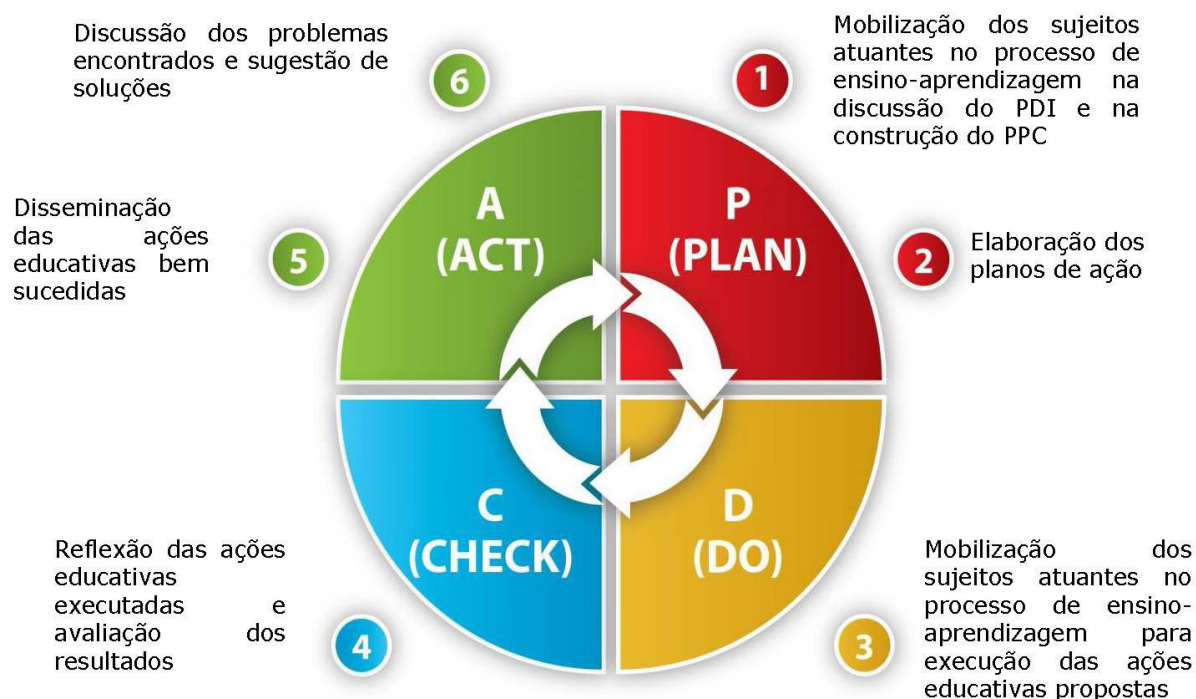 Discussão dos problemas
encontrados e sugestão de
soluções
6
1
Mobilização dos sujeitos
atuantes no processo de
ensino-aprendizagem na
discussão do PDI e na
construção do PPC
Disseminação
das ações
educativas bem
sucedidas
5
A
(ACT)
P
(PLAN)
2
Elaboração dos
planos de ação
C
(CHECK)
D
(DO)
Reflexão das ações
educativas
executadas e
avaliação dos
resultados
4
3
Mobilização dos
sujeitos atuantes no
processo de ensino-
aprendizagem para
execução das ações
educativas propostas